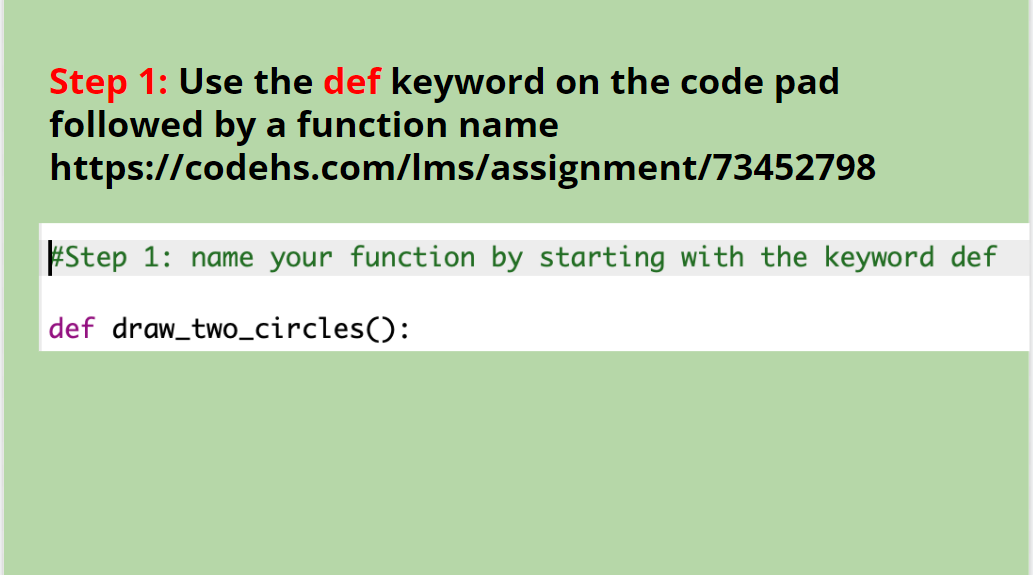 Step 1: Use the def keyword on the code pad
followed by a function name
https://codehs.com/lms/assignment/73452798
#Step 1: name your function by starting with the keyword def
def draw_two_circles():